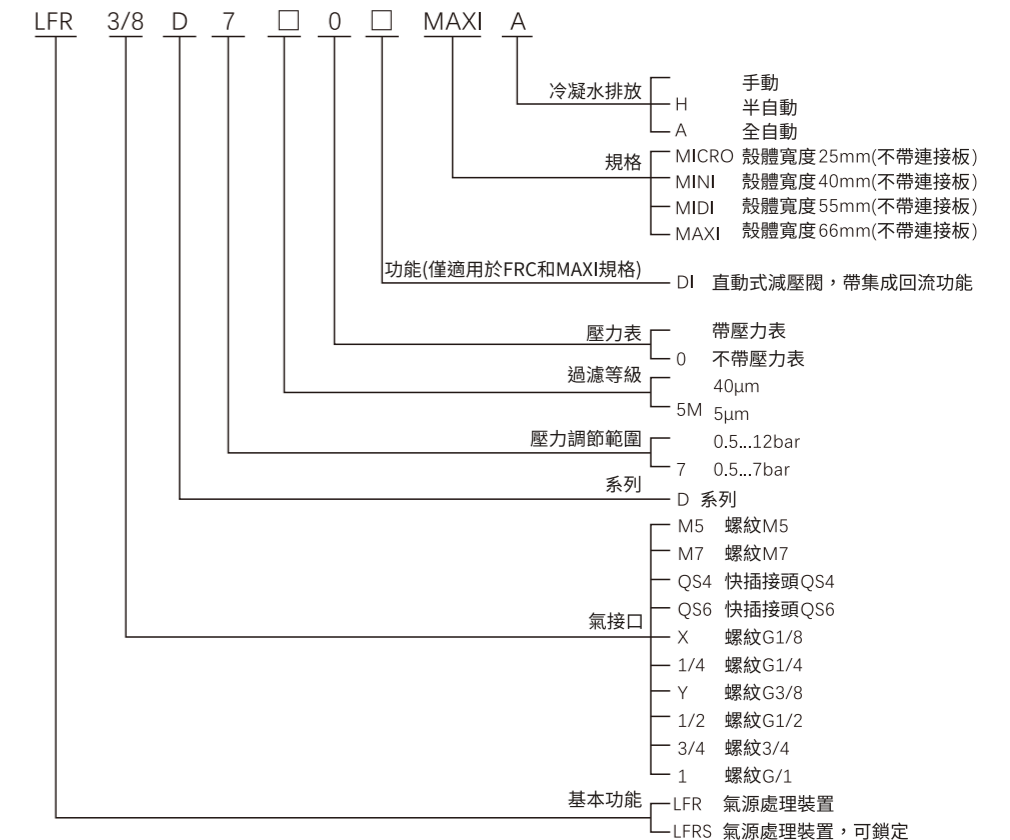 LFR 3/8 D 7 □ 0 □ MAXI A
冷凝水排放
手動
H 半自動
A 全自動
規格
MICRO 殼體寬度25mm(不帶連接板)
MINI 殼體寬度40mm(不帶連接板)
MIDI 殼體寬度55mm(不帶連接板)
MAXI 殼體寬度66mm(不帶連接板)
功能(僅適用於FRC和MAXI規格)
DI 直動式減壓閥，帶集成回流功能
壓力表
帶壓力表
0 不帶壓力表
過濾等級
40μm
5M 5μm
壓力調節範圍
0.5...12bar
7 0.5...7bar
系列
D 系列
氣接口
M5 螺紋M5
M7 螺紋M7
QS4 快插接頭QS4
QS6 快插接頭QS6
X 螺紋G1/8
1/4 螺紋G1/4
Y 螺紋G3/8
1/2 螺紋G1/2
3/4 螺紋3/4
1 螺紋G/1
基本功能
LFR 氣源處理裝置
LFRS 氣源處理裝置，可鎖定